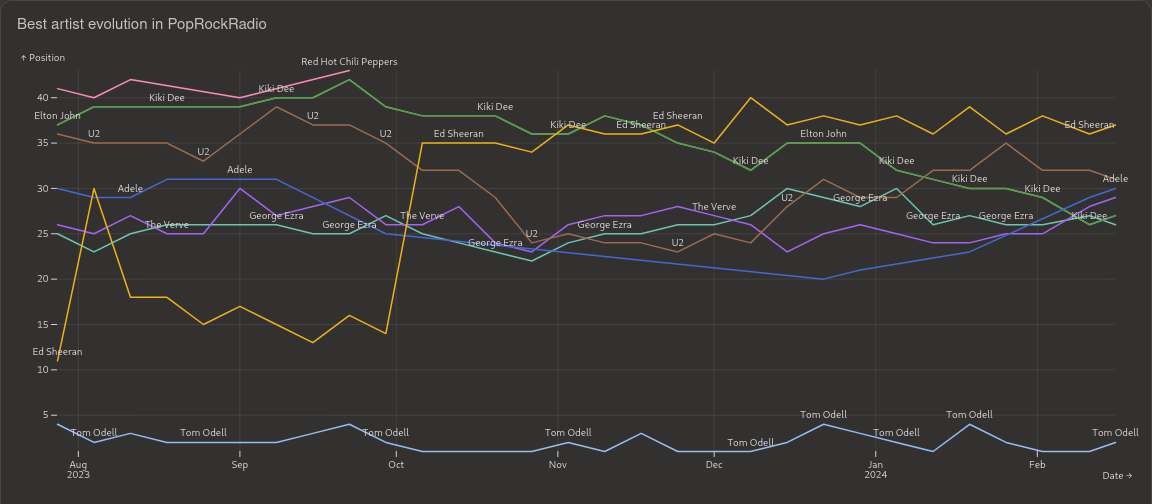 Best artist evolution in PopRockRadio
↑ Position
Red Hot Chili Peppers
Kiki Dee
Kiki Dee
40
Kiki Dee
Elton John
Kiki Dee
Ed Sheeran
Ed Sheeran
Ed Sheeran
U2
U2
U2
Ed Sheeran
Elton John
35
U2
Kiki Dee
Kiki Dee
Adele
Kiki Dee
Adele
30
Adele
Kiki Dee
U2
George Ezra
The Verve
George Ezra
The Verve
George Ezra
George Ezra
Kiki Dee
The Verve
George Ezra
George Ezra
25
U2
George Ezra
U2
20
15
Ed Sheeran
10
5
Tom Odell
Tom Odell
Tom Odell
Tom Odell
Tom Odell
Tom Odell
Tom Odell
Tom Odell
Tom Odell
Aug
2023
Sep
Oct
Nov
Dec
Jan
2024
Feb
Date →